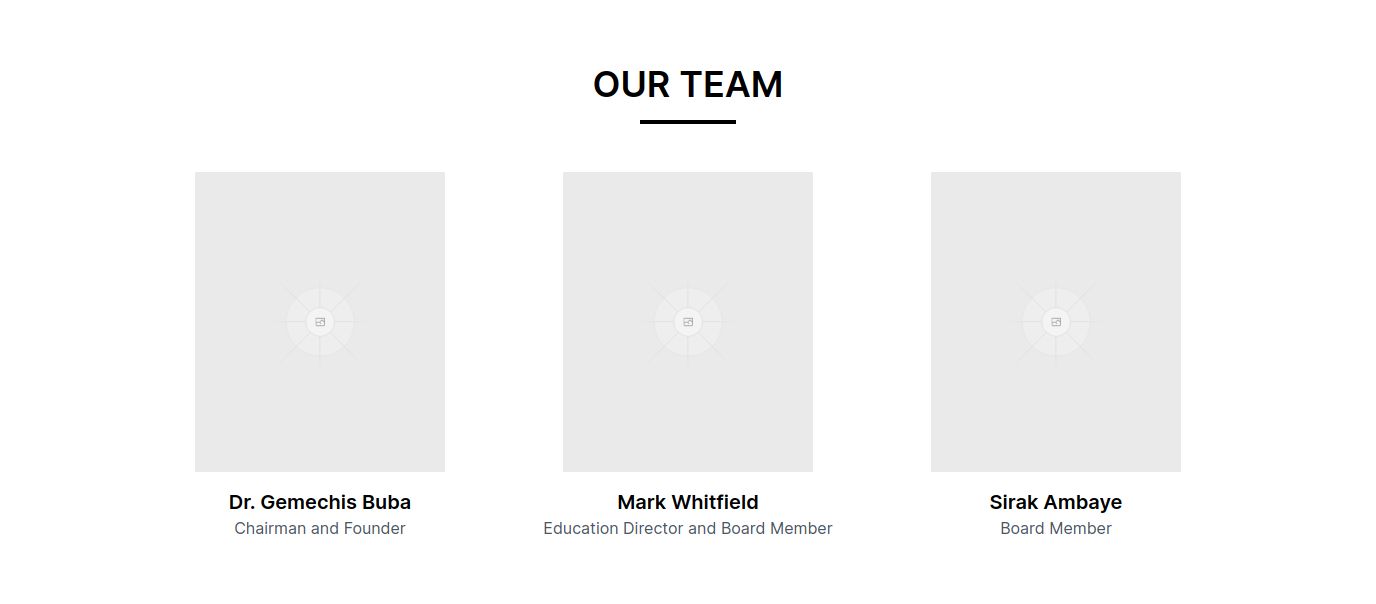 OUR TEAM
Dr. Gemechis Buba
Chairman and Founder
Mark Whitfield
Education Director and Board Member
Sirak Ambaye
Board Member